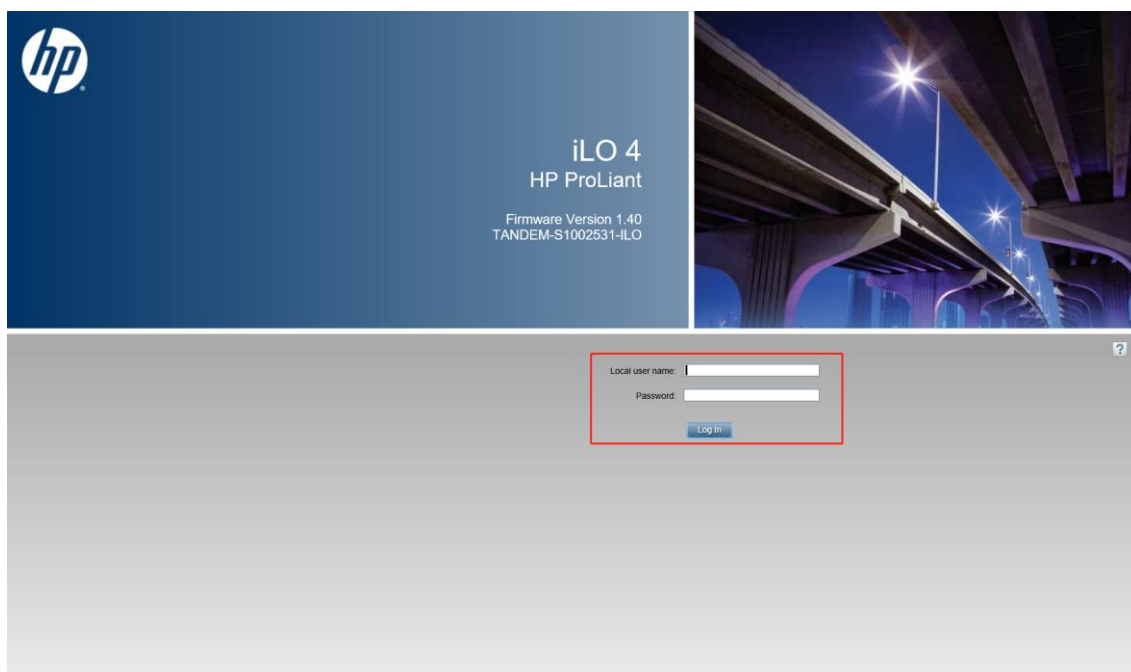 hp
iLO 4
HP ProLiant
Firmware Version 1.40
TANDEM-S1002531-ILO
?
Local user name:
Password:
Log In